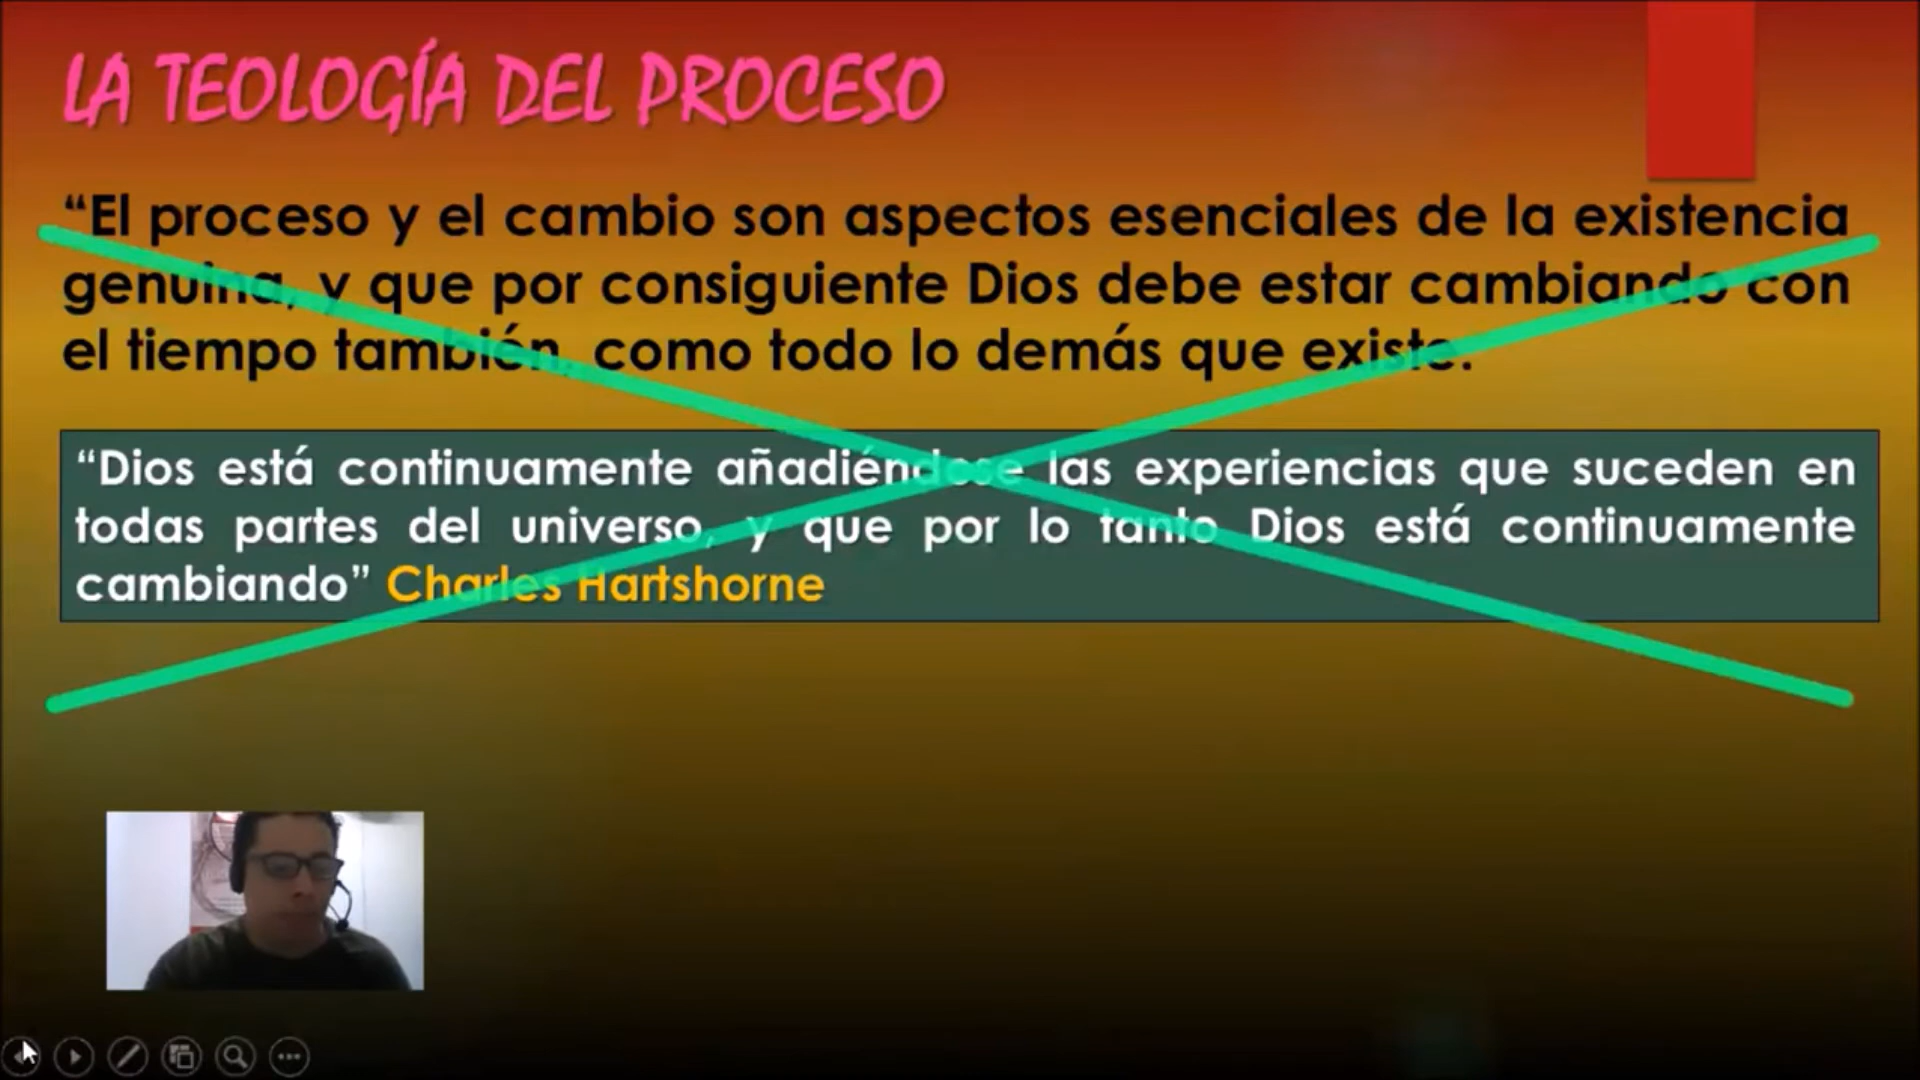 LA TEOLOGÍA DEL PROCESO
“El proceso y el cambio son aspectos esenciales de la existencia
genuina, y que por consiguiente Dios debe estar cambiando con
el tiempo también, como todo lo demás que existe.
“Dios está continuamente añadiéndose las experiencias que suceden en
todas partes del universo, y que por lo tanto Dios está continuamente
cambiando” Charles Hartshorne